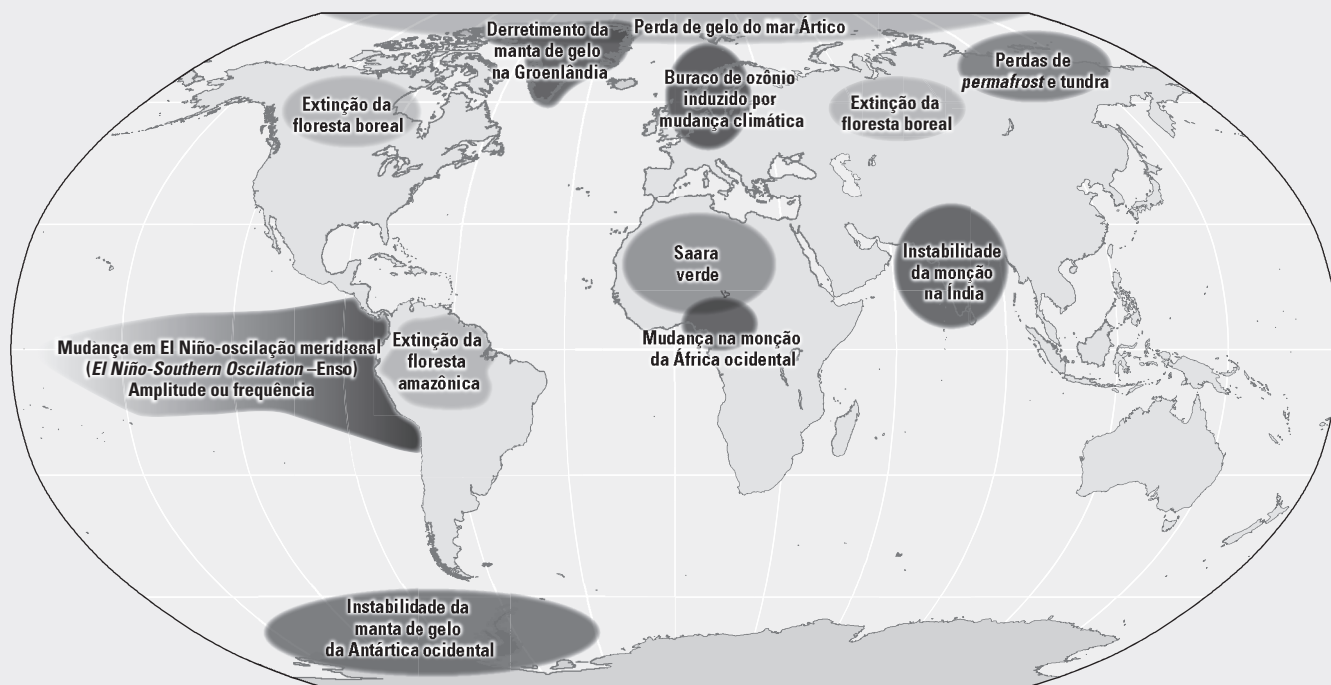 Derretimento da
manta de gelo
na Groenlândia
Perda de gelo do mar Ártico
Perdas de
permafrost e tundra
Buraco de ozônio
induzido por
mudança climática
Extinção da
floresta boreal
Extinção da
floresta boreal
Saara
verde
Instabilidade
da monção
na Índia
Mudança na monção
da África ocidental
Mudança em El Niño-oscilação meridional
(El Niño-Southern Oscilation –Enso)
Amplitude ou frequência
Extinção da
floresta
amazônica
Instabilidade da
manta de gelo
da Antártica ocidental